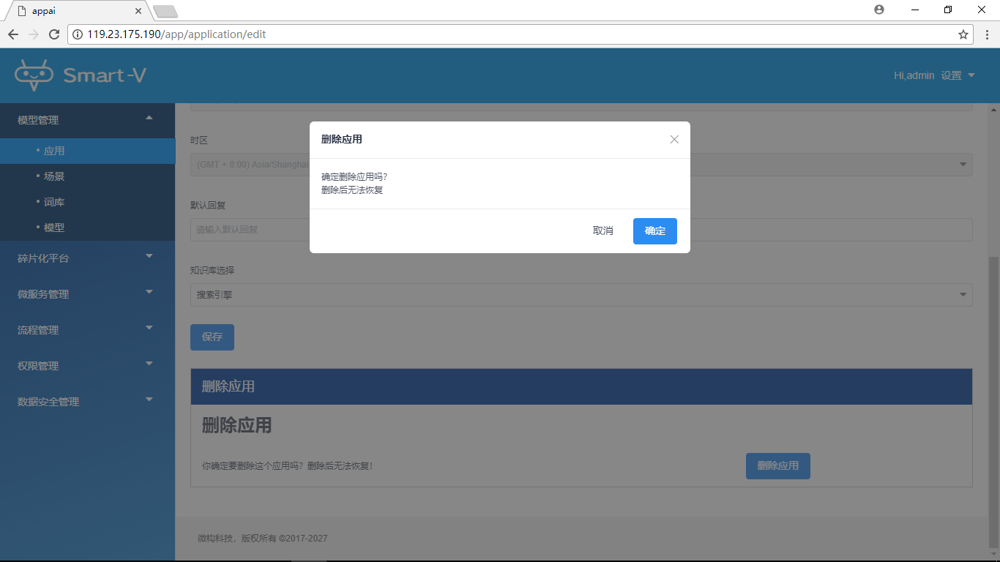 appai
119.23.175.190/app/application/edit
Smart-V
Hi,admin 设置
模型管理
• 应用
• 场景
• 词库
• 模型
碎片化平台
微服务管理
流程管理
权限管理
数据安全管理
时区
(GMT + 8:00) Asia/Shanghai
默认回复
请输入默认回复
知识库选择
搜索引擎
保存
删除应用
确定删除应用吗?
删除后无法恢复
取消 确定
删除应用
删除应用
你确定要删除这个应用吗？删除后无法恢复!
删除应用
微构科技，版权所有 ©2017-2027